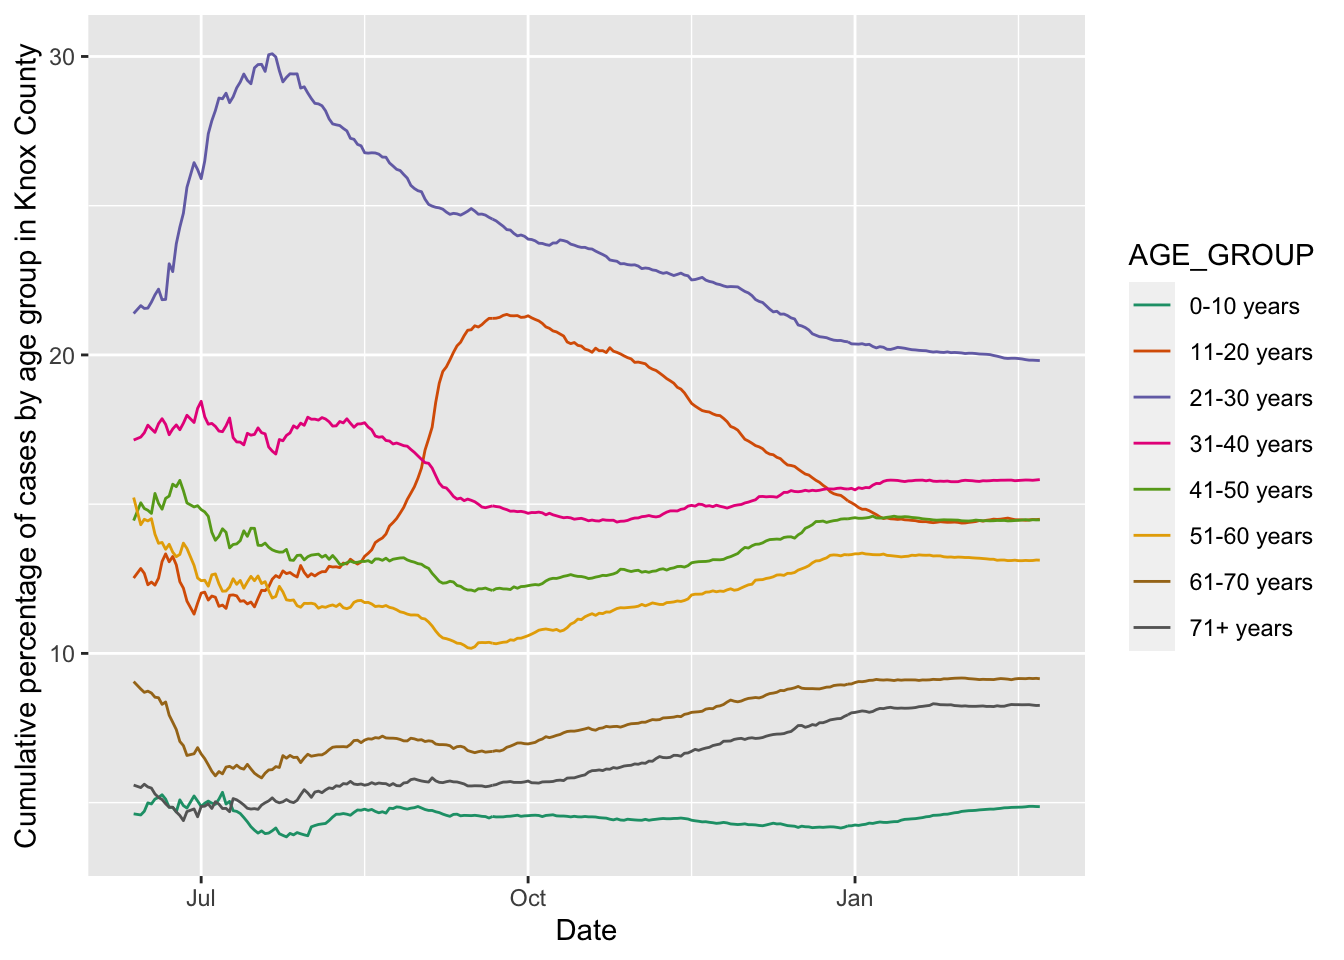 Cumulative percentage of cases by age group in Knox County
30
20
10
Jul
Oct
Jan
Date
AGE_GROUP
0-10 years
11-20 years
21-30 years
31-40 years
41-50 years
51-60 years
61-70 years
71+ years